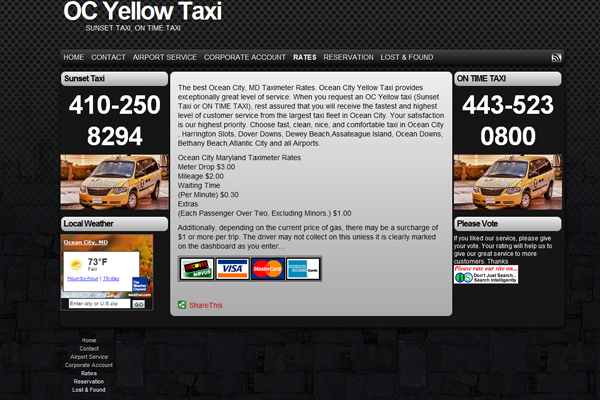 OC Yellow Taxi
SUNSET TAXI, ON TIME TAXI
HOME CONTACT AIRPORT SERVICE CORPORATE ACCOUNT RATES RESERVATION LOST & FOUND
Sunset Taxi
410-250
8294
Local Weather
Ocean City, MD
73°F
Fair
Hour-by-hour | 10-day
The Weather Channel
weather.com
Enter city or U.S zip GO
The best Ocean City, MD Taximeter Rates. Ocean City Yellow Taxi provides
exceptionally great level of service. When you request an OC Yellow taxi (Sunset
Taxi or ON TIME TAXI), rest assured that you will receive the fastest and highest
level of customer service from the largest taxi fleet in Ocean City. Your satisfaction
is our highest priority. Choose fast, clean, nice, and comfortable taxi in Ocean City
, Harrington Slots, Dover Downs, Dewey Beach,Assateague Island, Ocean Downs,
Bethany Beach,Atlantic City and all Airports.
Ocean City Maryland Taximeter Rates
Meter Drop $3.00
Mileage $2.00
Waiting Time
(Per Minute) $0.30
Extras
(Each Passenger Over Two, Excluding Minors.) $1.00
Additionally, depending on the current price of gas, there may be a surcharge of
$1 or more per trip. The driver may not collect on this unless it is clearly marked
on the dashboard as you enter...
NOVUS VISA MasterCard Cards
ShareThis
ON TIME TAXI
443-523
0800
Please Vote
If you liked our service, please give
your vote. Your rating will help us to
give our great service to more
customers. Thanks
Please rate our site on...
Don't Just Search...
Search Intelligently
Home
Contact
Airport Service
Corporate Account
Rates
Reservation
Lost & Found